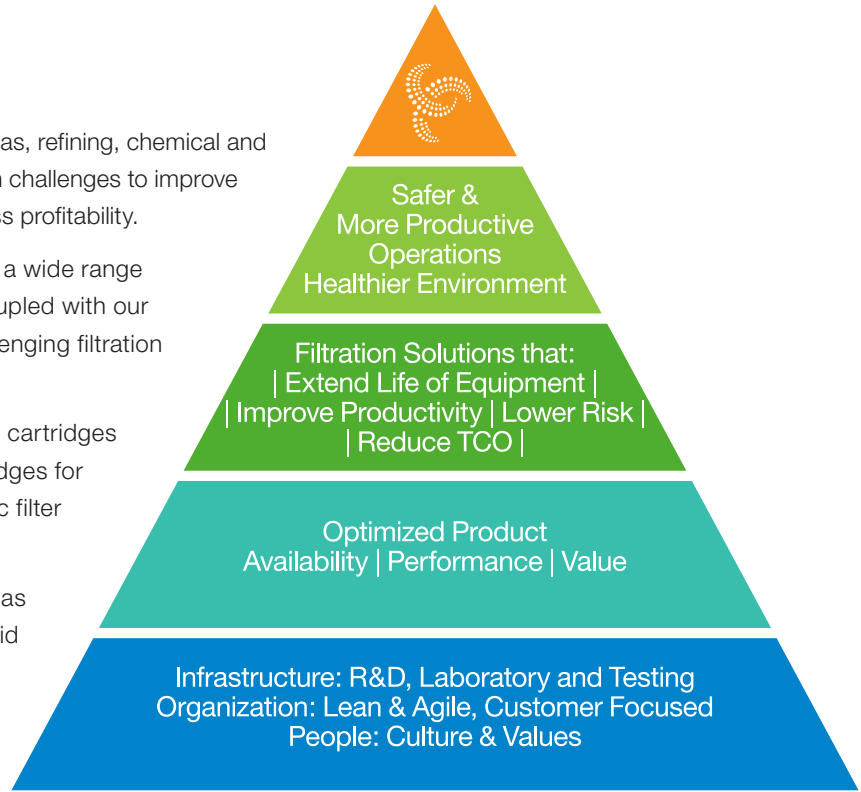 as, refining, chemical and
challenges to improve
profitability.
a wide range
upled with our
enging filtration
cartridges
dges for
filter
as
id
Safer &
More Productive
Operations
Healthier Environment
Filtration Solutions that:
| Extend Life of Equipment |
| Improve Productivity | Lower Risk |
| Reduce TCO |
Optimized Product
Availability | Performance | Value
Infrastructure: R&D, Laboratory and Testing
Organization: Lean & Agile, Customer Focused
People: Culture & Values